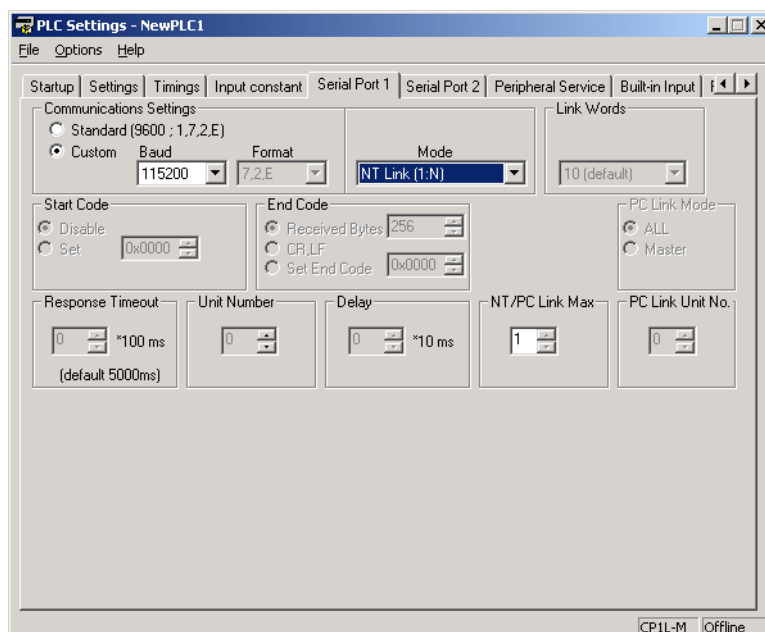 PLC Settings - NewPLC1
File Options Help
Startup Settings Timings Input constant Serial Port 1 Serial Port 2 Peripheral Service Built-in Input
Communications Settings
Standard (9600 ; 1,7,2,E)
Custom
Baud
115200
Format
7,2,E
Mode
NT Link (1:N)
Link Words
10 (default)
Start Code
Disable
Set 0x0000
End Code
Received Bytes 256
CR,LF
Set End Code 0x0000
PC Link Mode
ALL
Master
Response Timeout
0 *100 ms
(default 5000ms)
Unit Number
0
Delay
0 *10 ms
NT/PC Link Max
1
PC Link Unit No.
0
CP1L-M Offline